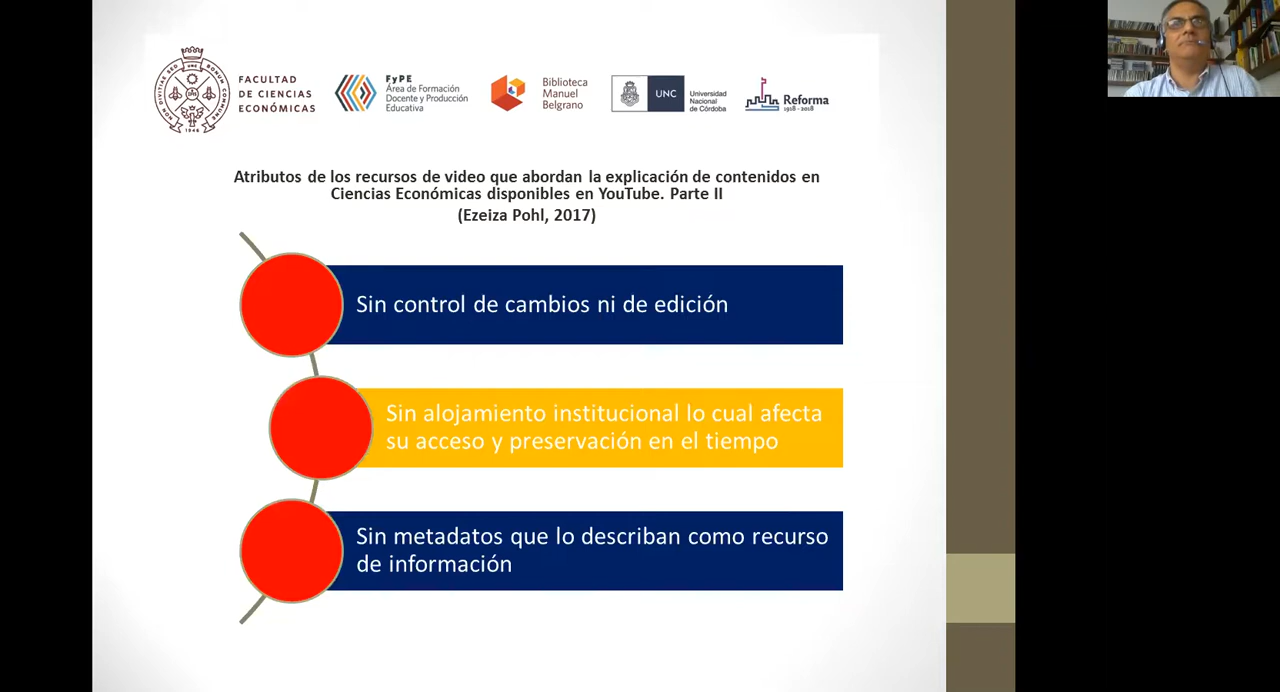 FACULTAD
DE CIENCIAS
ECONÓMICAS
FyPE
Área de Formación
Docente y Producción
Educativa
Biblioteca
Manuel
Belgrano
UNC
Universidad
Nacional
de Córdoba
Reforma
1918 - 2018
Atributos de los recursos de video que abordan la explicación de contenidos en
Ciencias Económicas disponibles en YouTube. Parte II
(Ezeiza Pohl, 2017)
Sin control de cambios ni de edición
Sin alojamiento institucional lo cual afecta
su acceso y preservación en el tiempo
Sin metadatos que lo describan como recurso
de información